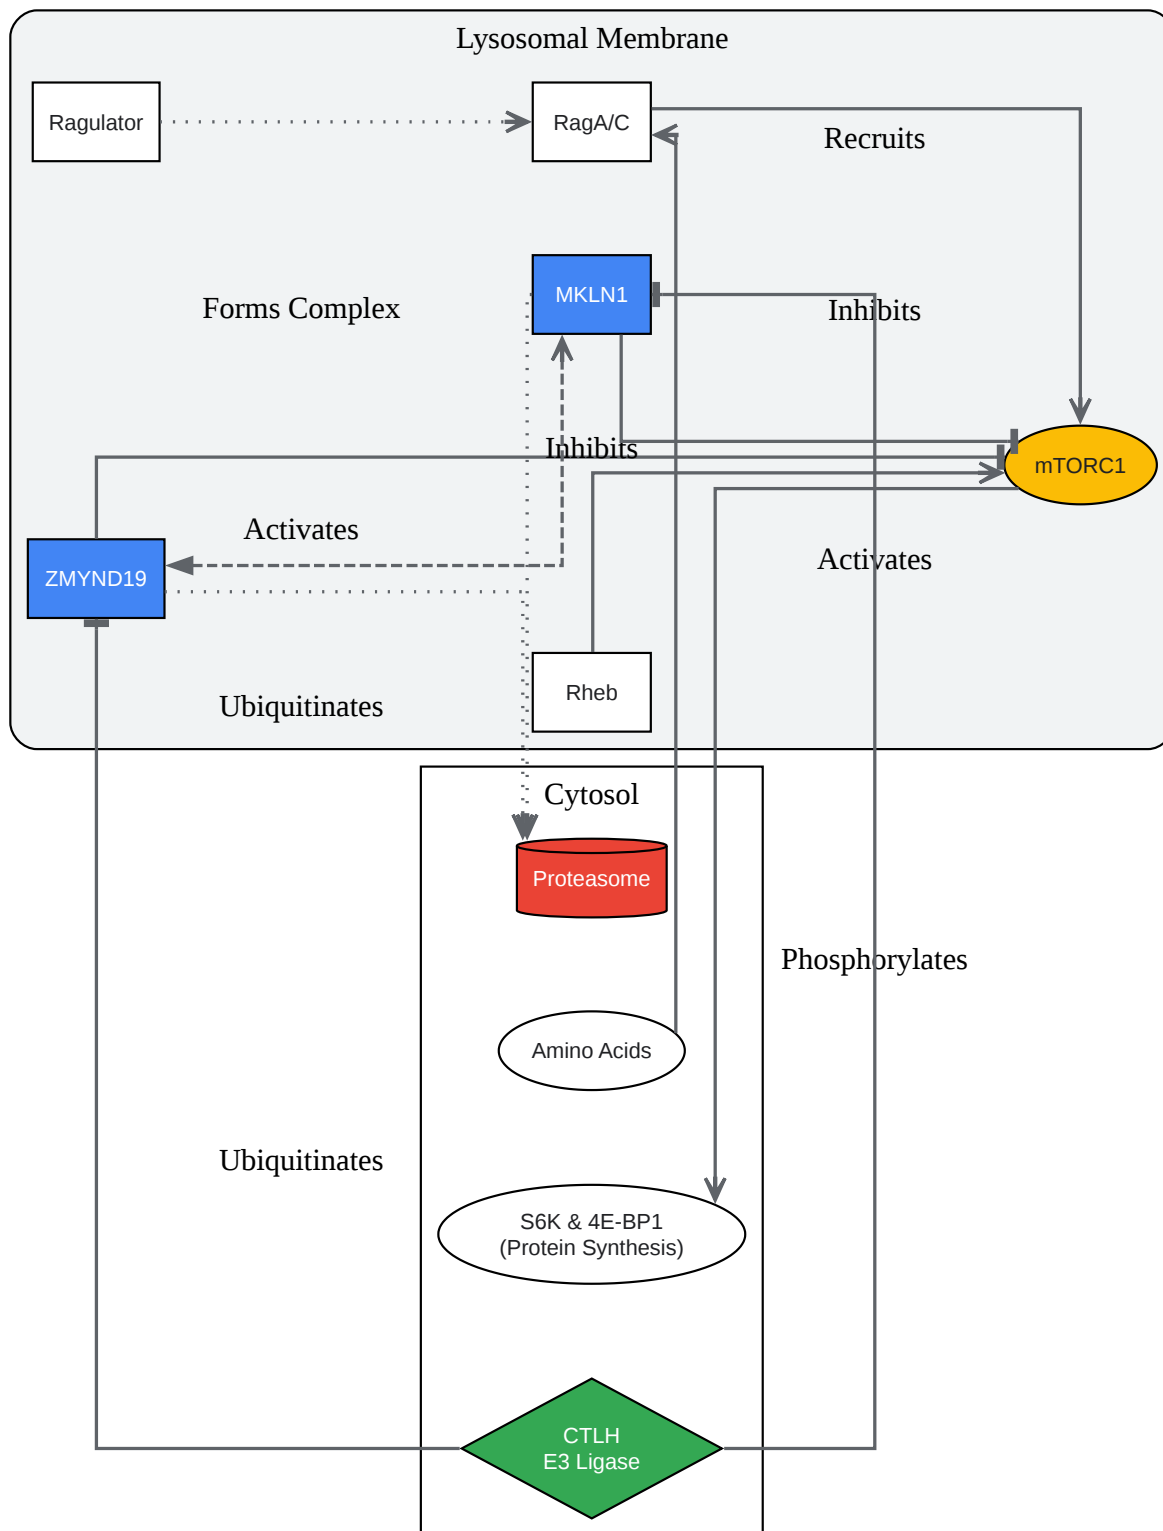 Lysosomal Membrane
Ragulator
RagA/C
Recruits
MKLN1
Forms Complex
Inhibits
Inhibits
mTORC1
Activates
Activates
ZMYND19
Rheb
Ubiquitinates
Cytosol
Proteasome
Phosphorylates
Amino Acids
Ubiquitinates
S6K & 4E-BP1
(Protein Synthesis)
CTLH
E3 Ligase